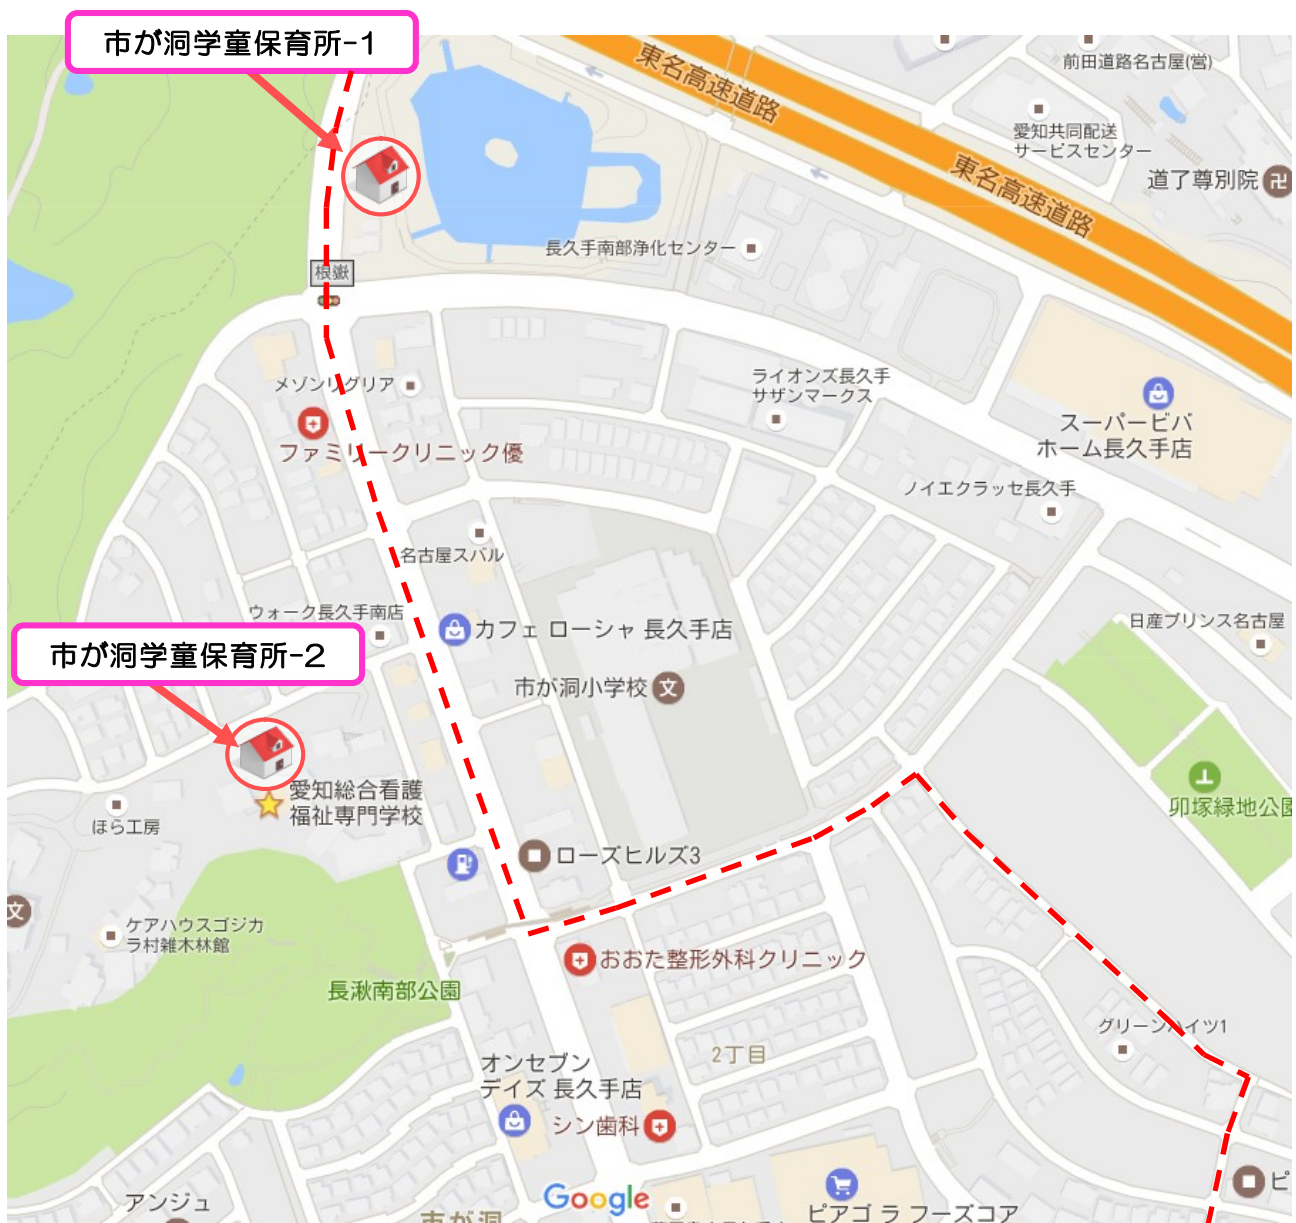 市が洞学童保育所-1
東名高速道路
前田道路名古屋(営)
愛知共同配送
サービスセンター
道了尊別院
東名高速道路
長久手南部浄化センター
根嶽
メゾンリグリア
ライオンズ長久手
サザンマークス
スーパービバ
ホーム長久手店
ファミリークリニック優
ノイエクラッセ長久手
名古屋スバル
ウォーク長久手南店
カフェ ローシャ 長久手店
日産プリンス名古屋
市が洞学童保育所-2
市が洞小学校
文
愛知総合看護
福祉専門学校
卯塚緑地公園
ほら工房
ローズヒルズ3
文
ケアハウスゴジカ
ラ村雑木林館
おおた整形外科クリニック
長湫南部公園
グリーンハイツ1
2丁目
オンセブン
デイズ 長久手店
シン歯科
ピ
アンジュ
Google
市が洞
ピアゴ ラ フーズコア